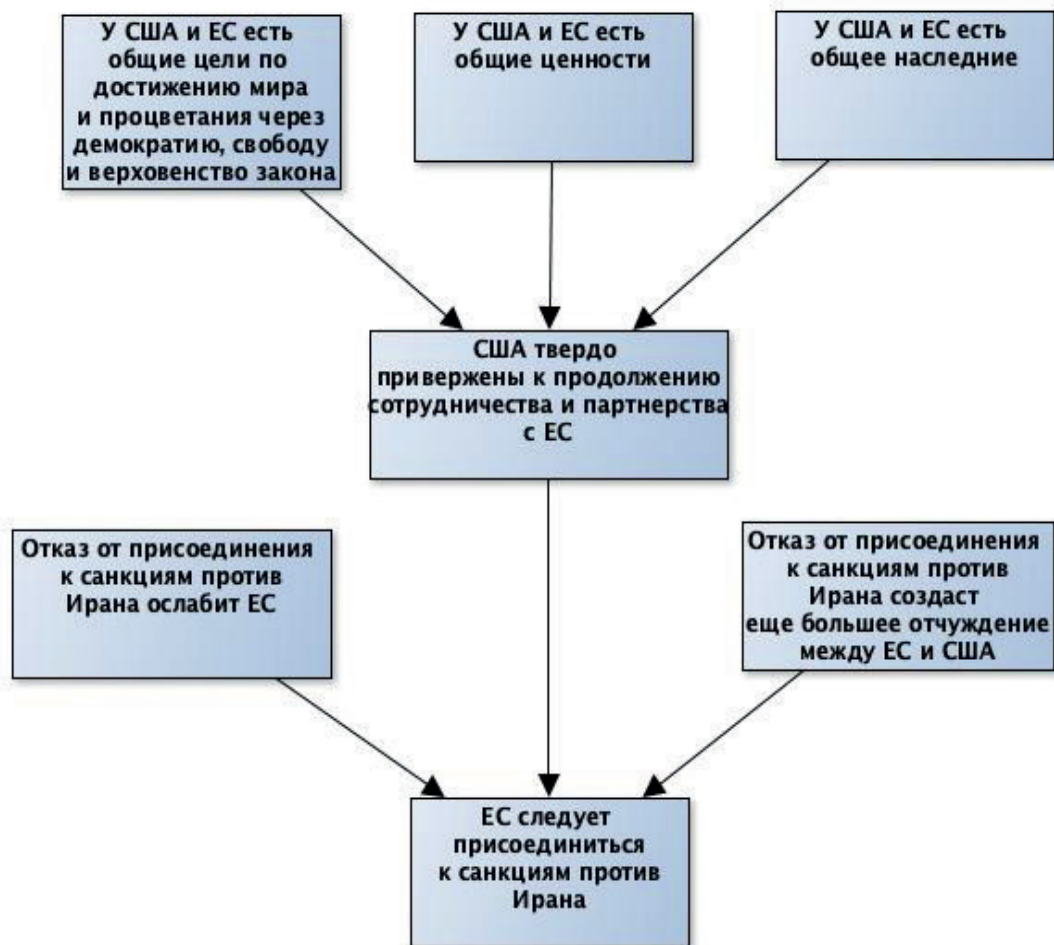 У США и ЕС есть
общие цели по
достижению мира
и процветания через
демократию, свободу
и верховенство закона
У США и ЕС есть
общие ценности
У США и ЕС есть
общее наследние
США твердо
привержены к продолжению
сотрудничества и партнерства
с ЕС
Отказ от присоединения
к санкциям против
Ирана ослабит ЕС
Отказ от присоединения
к санкциям против
Ирана создаст
еще большее отчуждение
между ЕС и США
ЕС следует
присоединиться
к санкциям против
Ирана